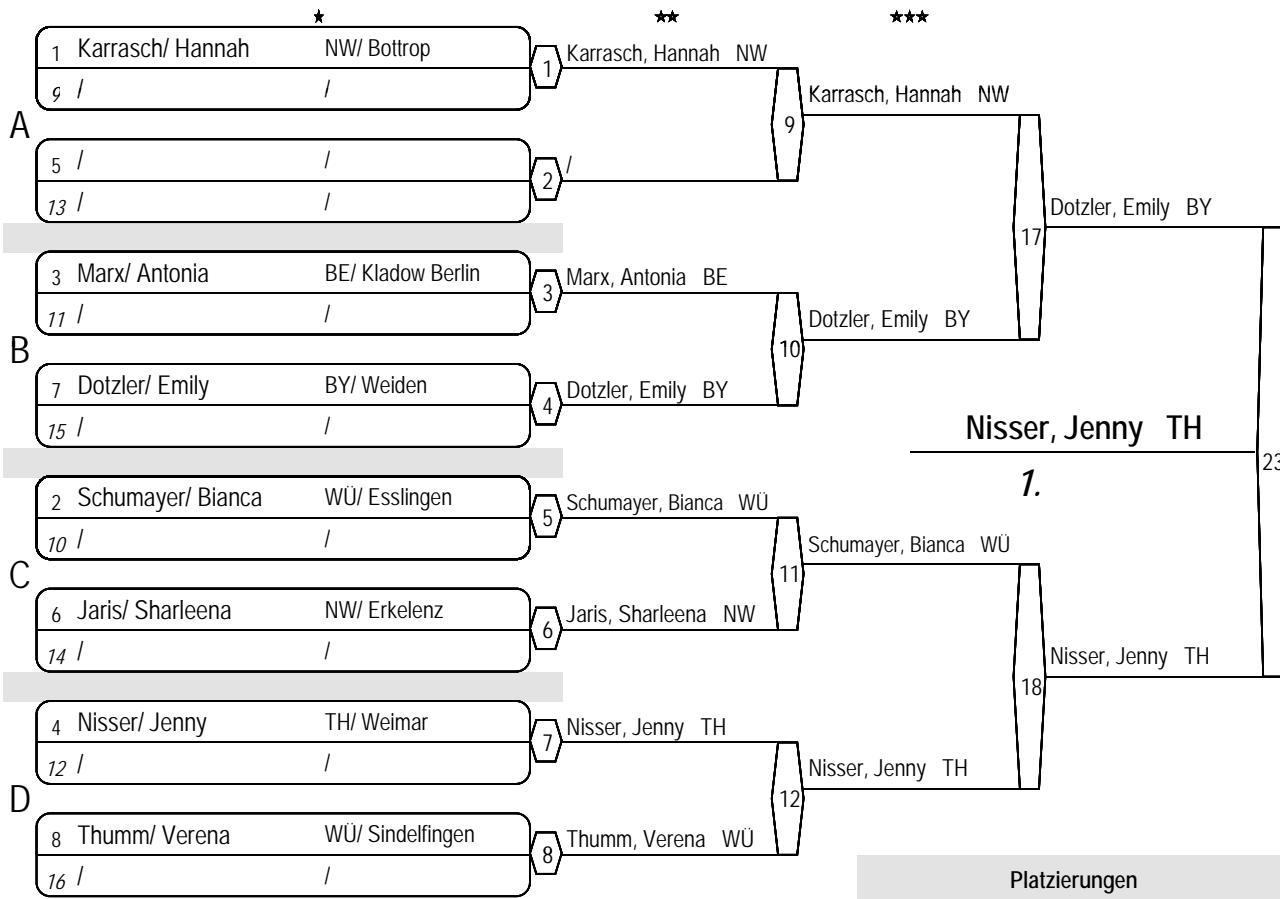 ★ ★★ ★★★
1 Karrasch/ Hannah NW/ Bottrop
9 / /
1
Karrasch, Hannah NW
A
5 / /
13 / /
2
/
9
Karrasch, Hannah NW
3 Marx/ Antonia BE/ Kladow Berlin
11 / /
3
Marx, Antonia BE
B
7 Dotzler/ Emily BY/ Weiden
15 / /
4
Dotzler, Emily BY
10
Dotzler, Emily BY
17
Dotzler, Emily BY
2 Schumayer/ Bianca WÜ/ Esslingen
10 / /
5
Schumayer, Bianca WÜ
C
6 Jaris/ Sharleena NW/ Erkelenz
14 / /
6
Jaris, Sharleena NW
11
Schumayer, Bianca WÜ
4 Nisser/ Jenny TH/ Weimar
12 / /
7
Nisser, Jenny TH
D
8 Thumm/ Verena WÜ/ Sindelfingen
16 / /
8
Thumm, Verena WÜ
12
Nisser, Jenny TH
18
Nisser, Jenny TH
23
Nisser, Jenny TH
1.
Platzierungen